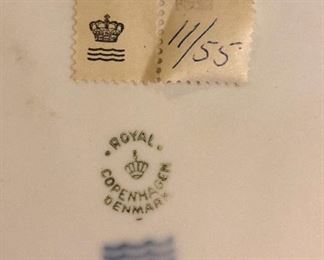 11/55
ROYAL
COPENHAGEN
DENMARK